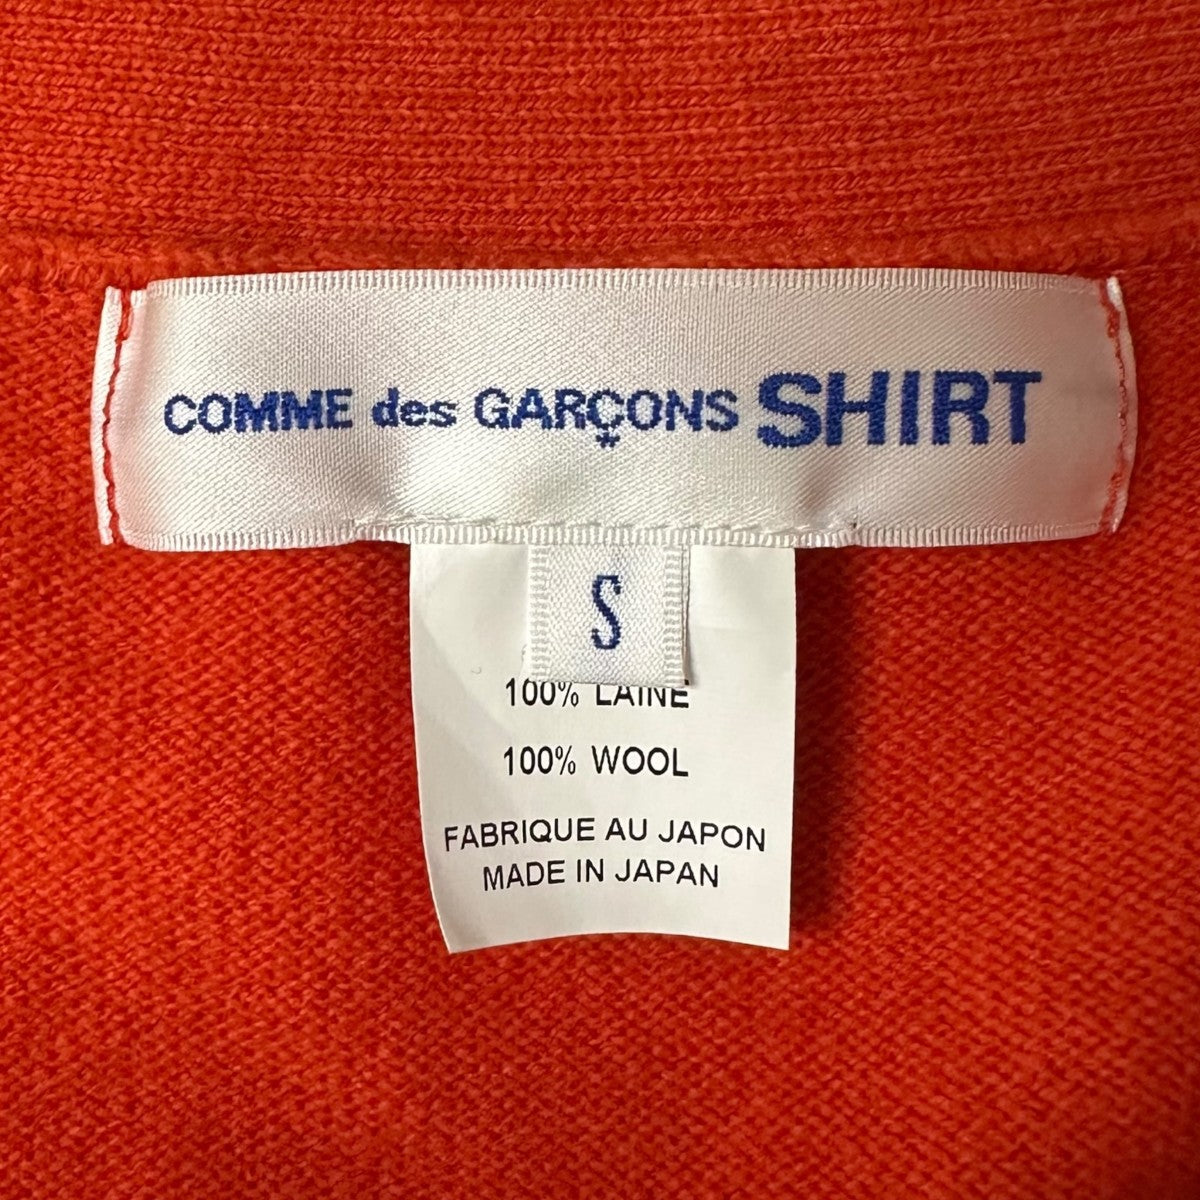 COMME des GARÇONS SHIRT
S
100% LAINE
100% WOOL
FABRIQUE AU JAPON
MADE IN JAPAN